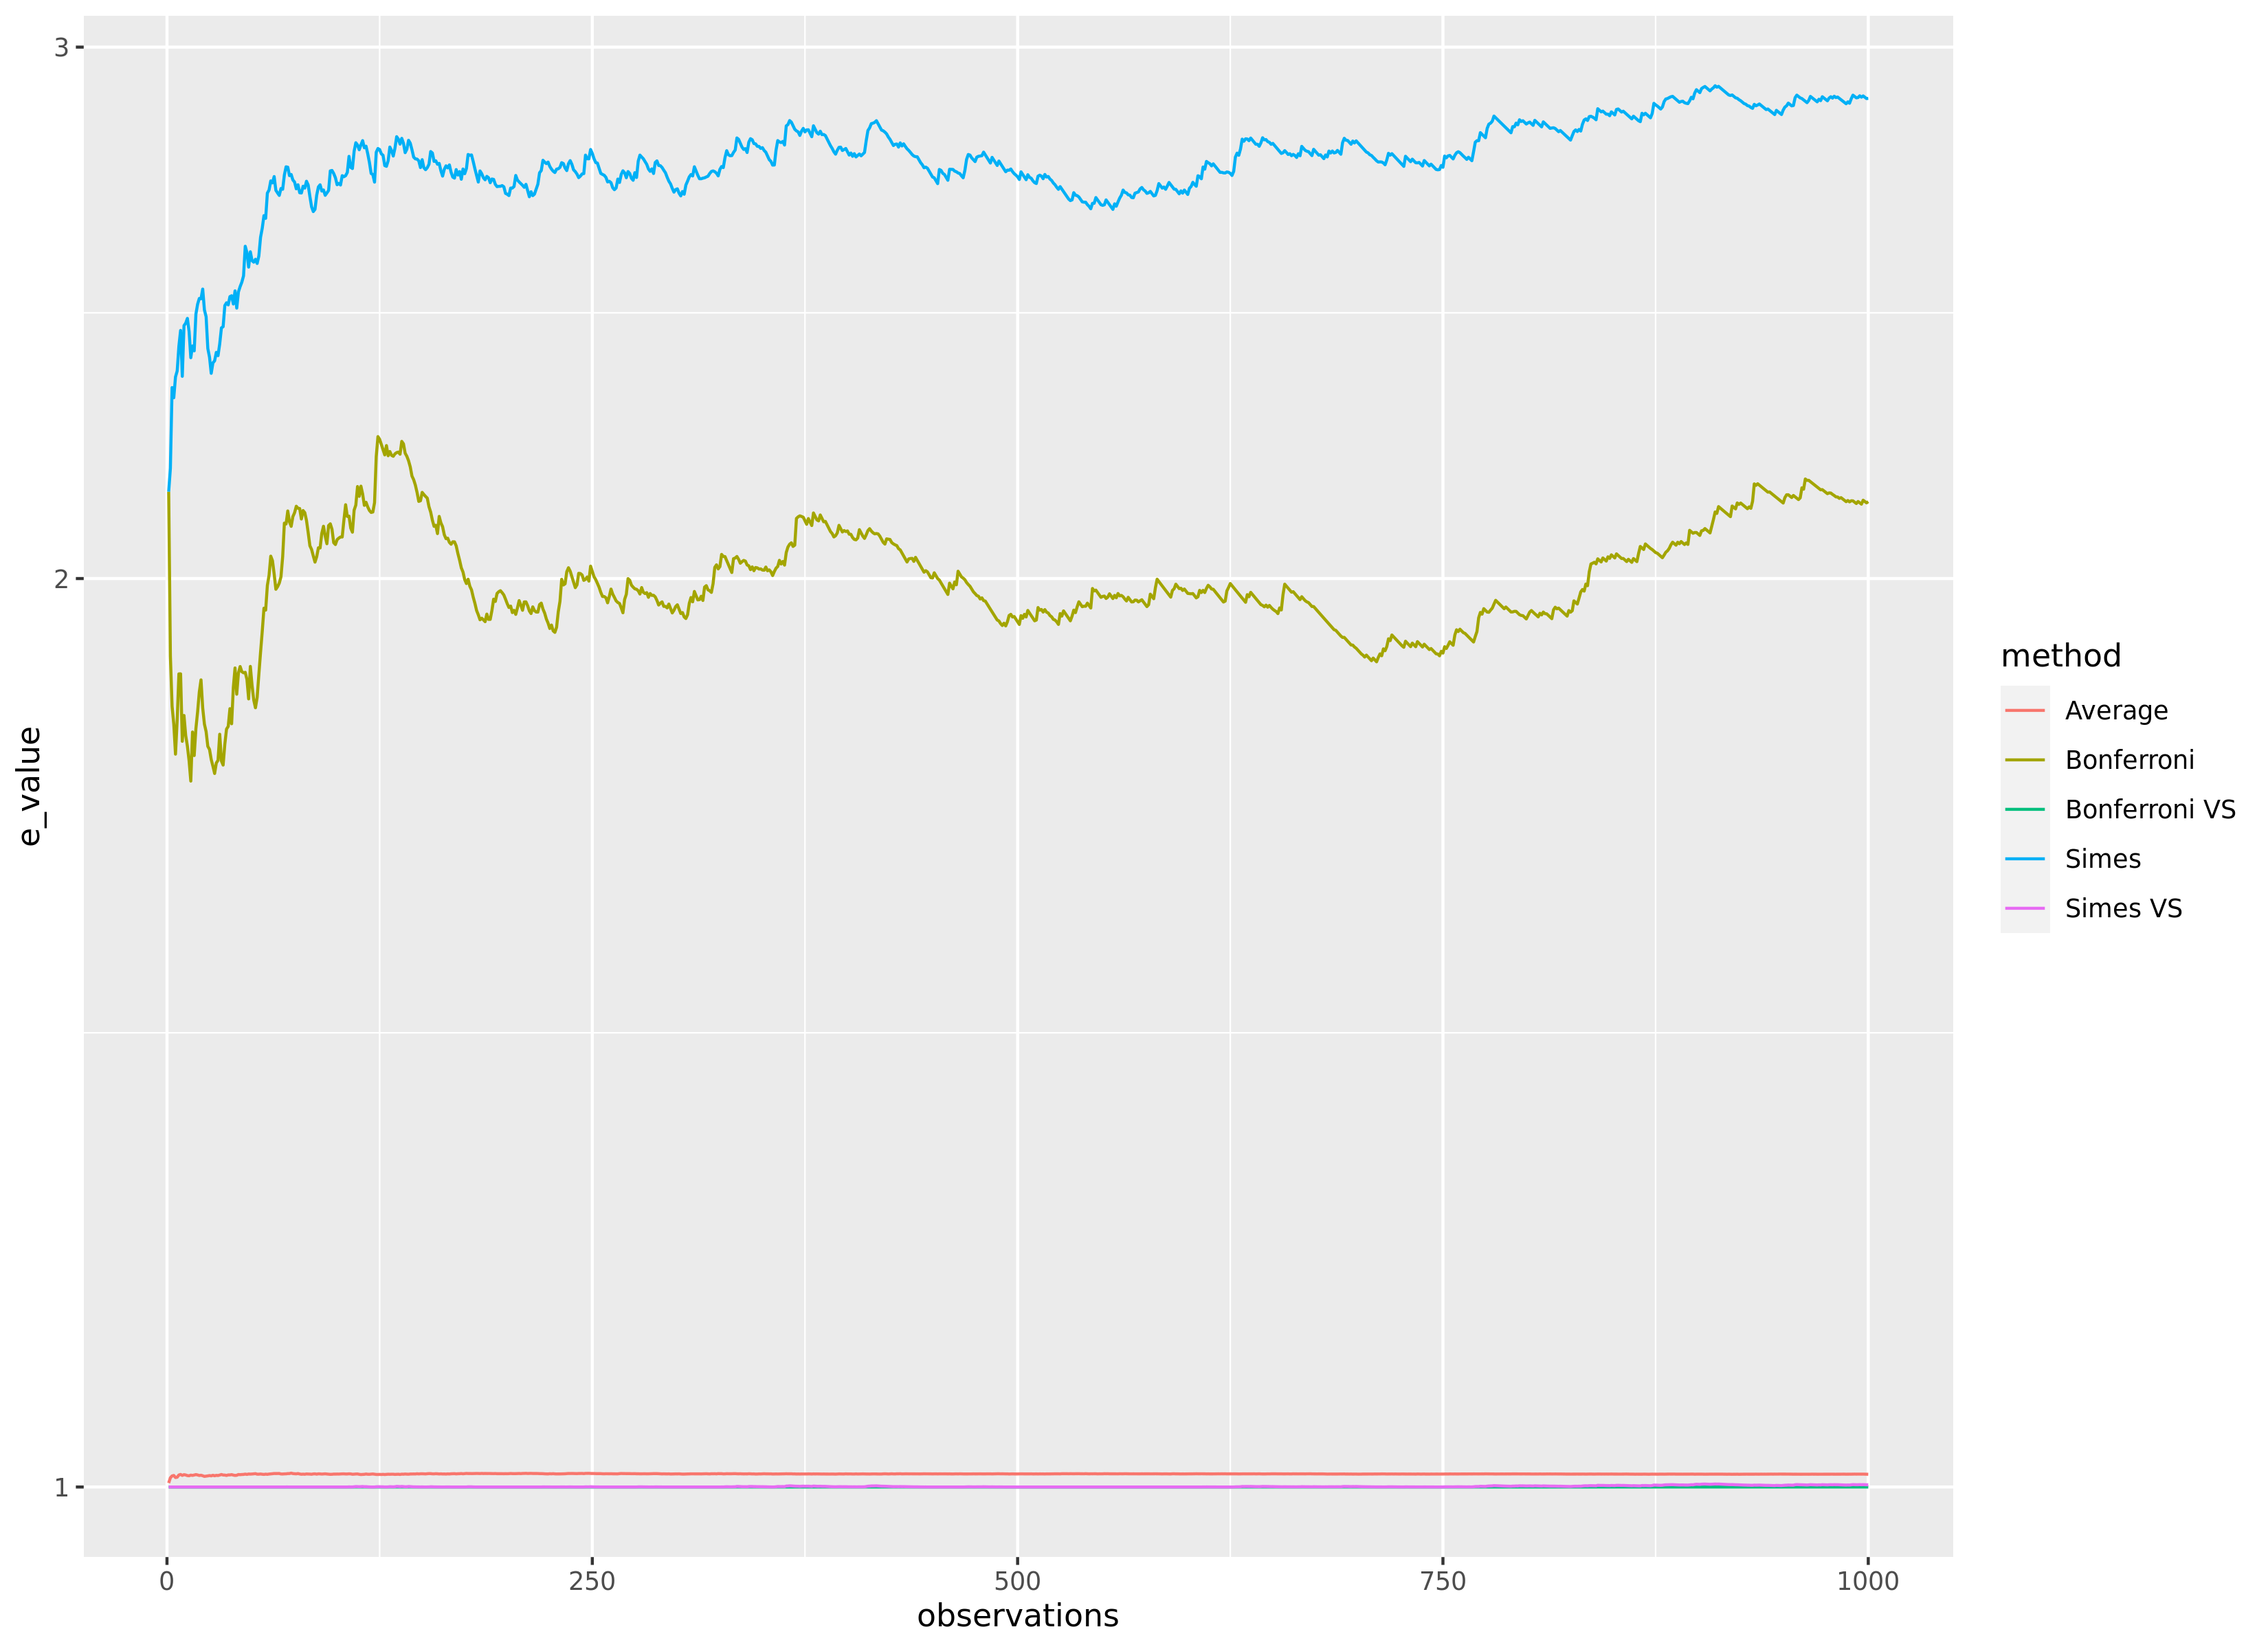 3
2
1
e_value
0
250
500
750
1000
observations
method
Average
Bonferroni
Bonferroni VS
Simes
Simes VS